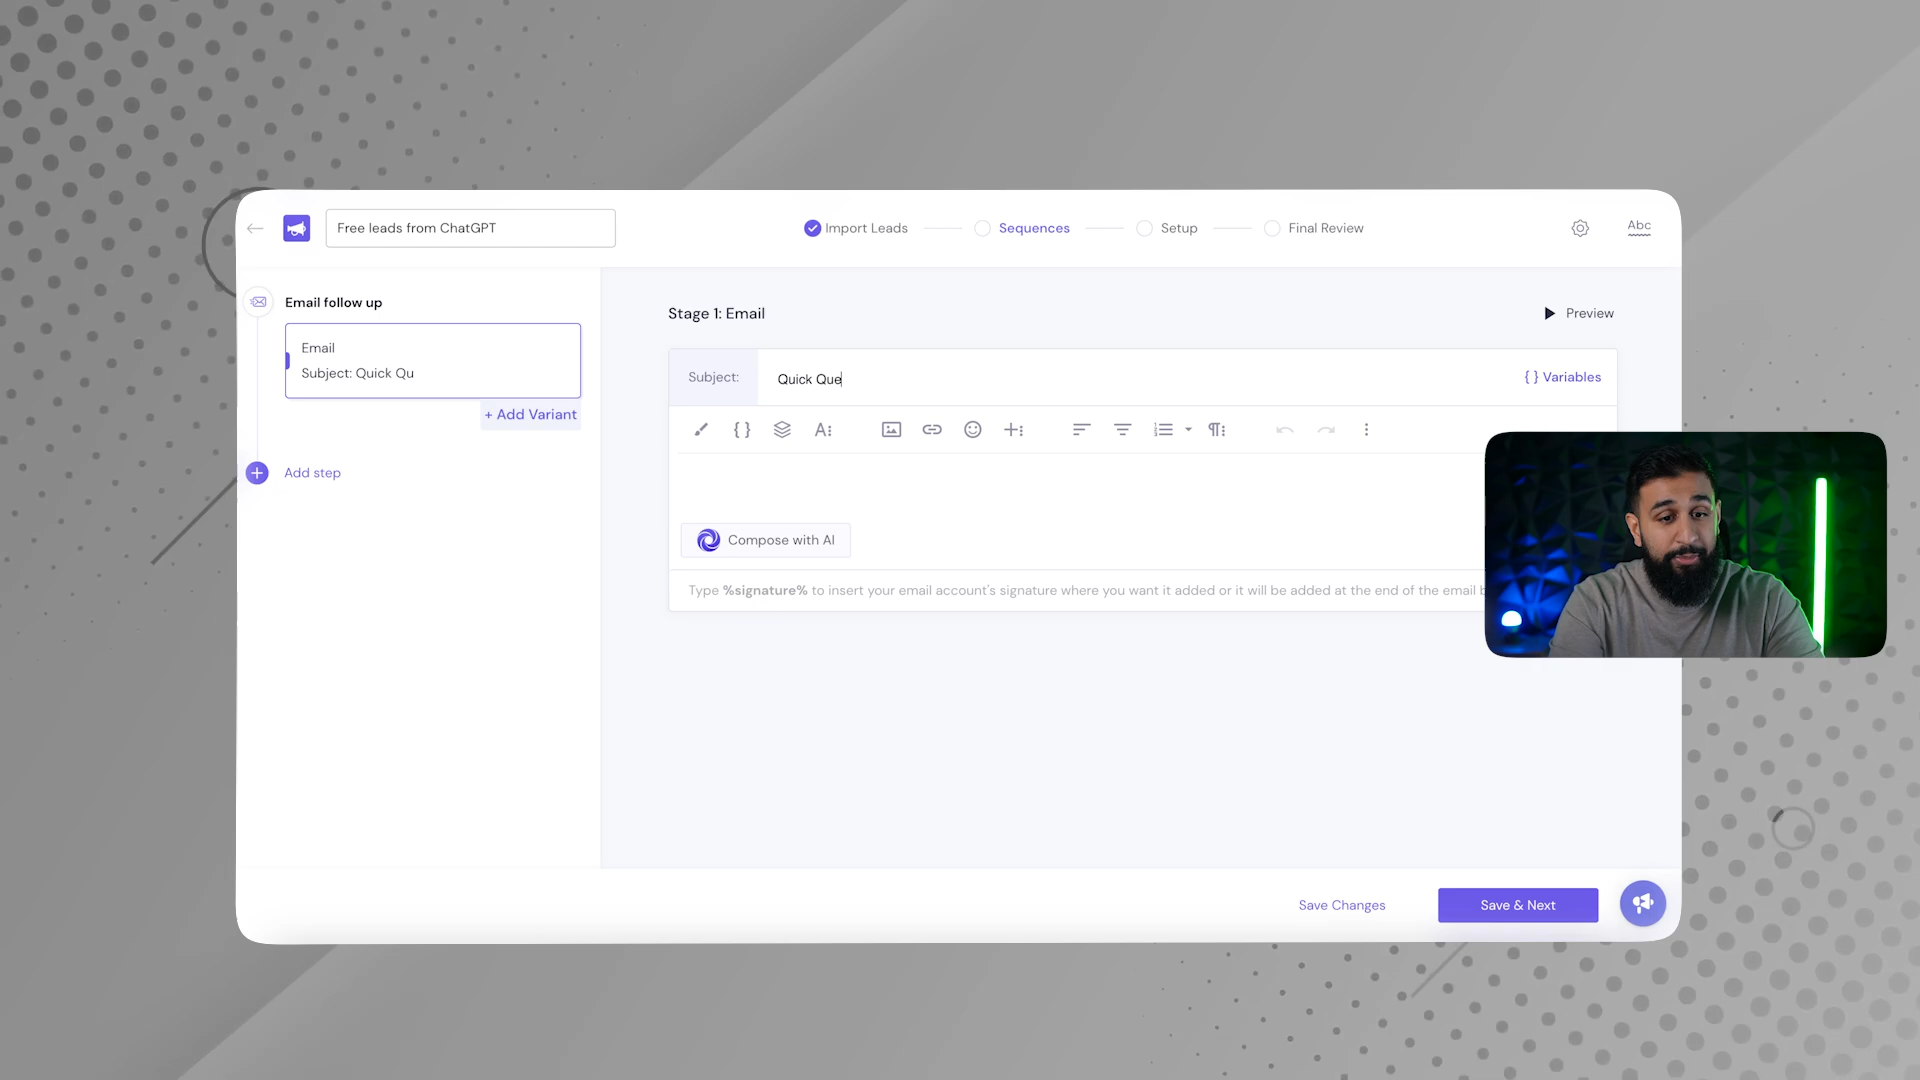 Free leads from ChatGPT
Import Leads
Sequences
Setup
Final Review
Abc
Email follow up
Email
Subject: Quick Qu
+ Add Variant
Add step
Stage 1: Email
Preview
Subject:
Quick Que
{ } Variables
Compose with AI
Type %signature% to insert your email account's signature where you want it added or it will be added at the end of the email b
Save Changes
Save & Next